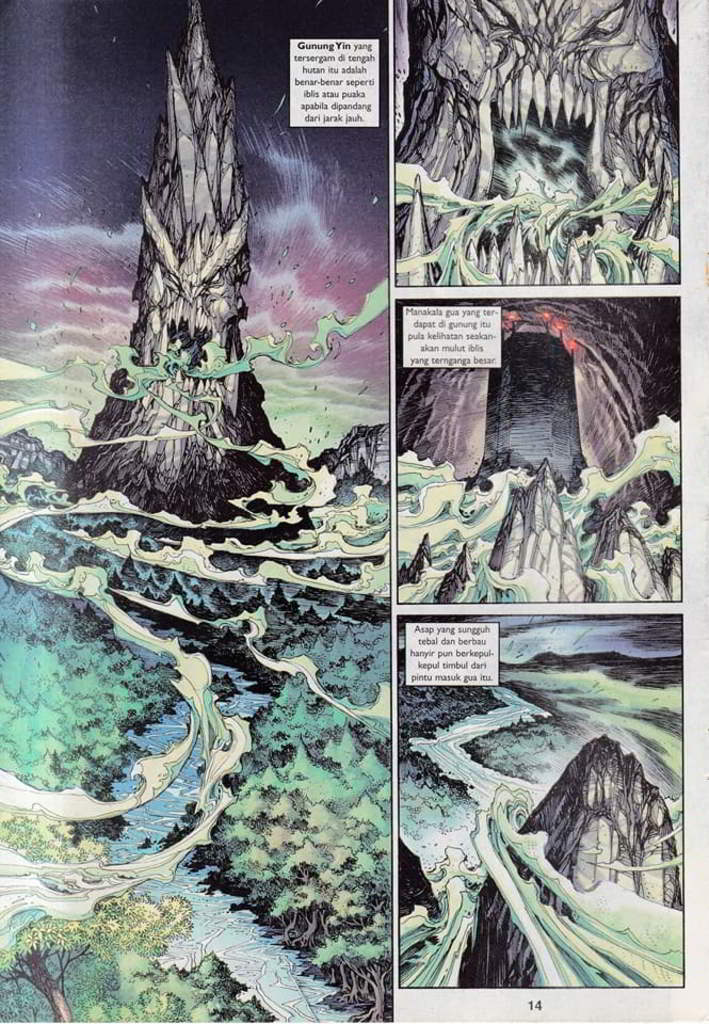 Gunung Yin yang
tersergam di tengah
hutan itu adalah
benar-benar seperti
iblis atau puaka
apabila dipandang
dari jarak jauh.
Manakala gua yang ter-
dapat di gunung itu
pula kelihatan seakan-
akan mulut iblis
yang ternganga besar.
Asap yang sungguh
tebal dan berbau
hanyir pun berkepul-
kepul timbul dari
pintu masuk gua itu.
14